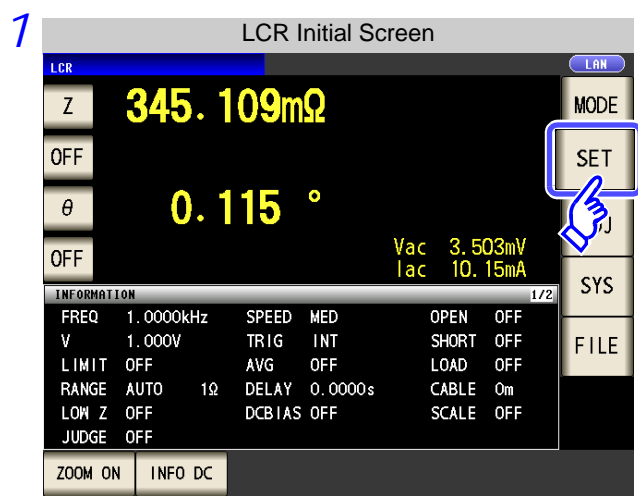 1
LCR Initial Screen
LCR
LAN
Z
345.109mΩ
MODE
OFF
SET
θ
0.115 °
J
OFF
Vac 3.503mV
Iac 10.15mA
SYS
INFORMATION 1/2
FREQ 1.0000kHz SPEED MED OPEN OFF
V 1.000V TRIG INT SHORT OFF
FILE
LIMIT OFF AVG OFF LOAD OFF
RANGE AUTO 1Ω DELAY 0.0000s CABLE 0m
LOW Z OFF DCBIAS OFF SCALE OFF
JUDGE OFF
ZOOM ON INFO DC